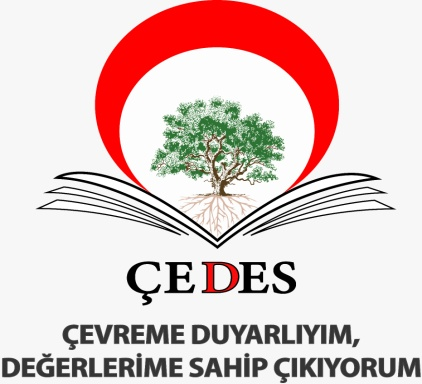 ÇEDES
ÇEVREME DUYARLIYIM,
DEĞERLERİME SAHİP ÇIKIYORUM